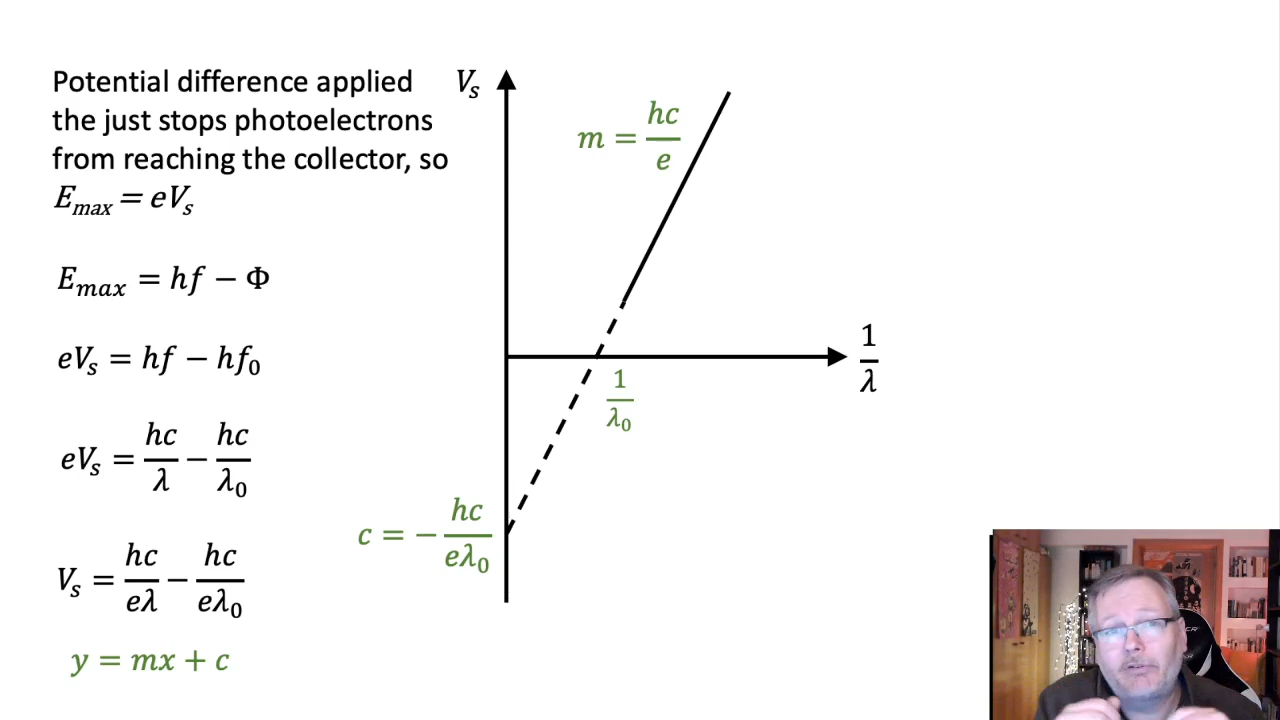 Potential difference applied
the just stops photoelectrons
from reaching the collector, so
E_max = eV_s
E_max = hf − Φ
eV_s = hf − hf_0
eV_s = hc/λ − hc/λ_0
V_s = hc/eλ − hc/eλ_0
y = mx + c
V_s
m = hc/e
1/λ
1/λ_0
c = − hc/eλ_0